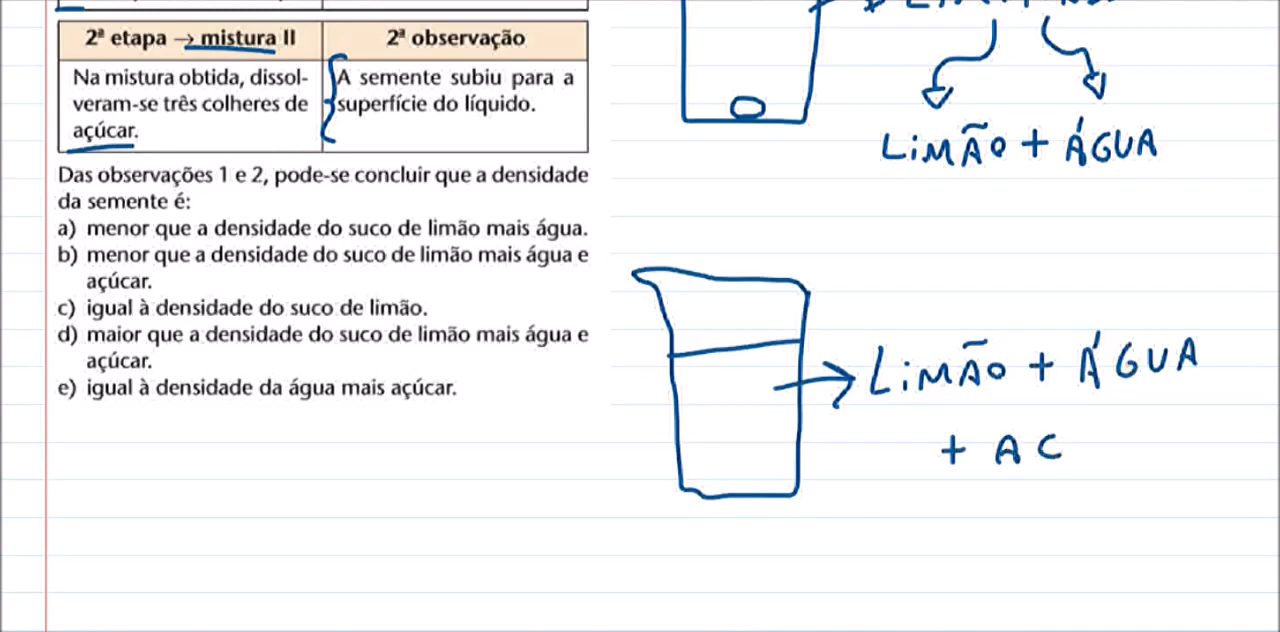 2ª etapa → mistura II
2ª observação
Na mistura obtida, dissol-
veram-se três colheres de
açúcar.
A semente subiu para a
superfície do líquido.
Das observações 1 e 2, pode-se concluir que a densidade
da semente é:
a) menor que a densidade do suco de limão mais água.
b) menor que a densidade do suco de limão mais água e
açúcar.
c) igual à densidade do suco de limão.
d) maior que a densidade do suco de limão mais água e
açúcar.
e) igual à densidade da água mais açúcar.
LIMÃO + ÁGUA
LIMÃO + ÁGUA
+ AC